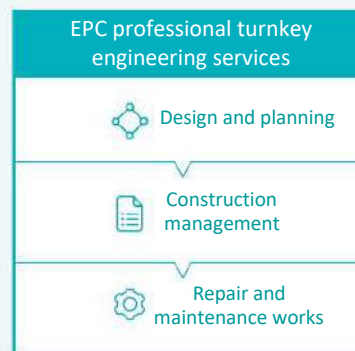 EPC professional turnkey
engineering services
Design and planning
Construction
management
Repair and
maintenance works